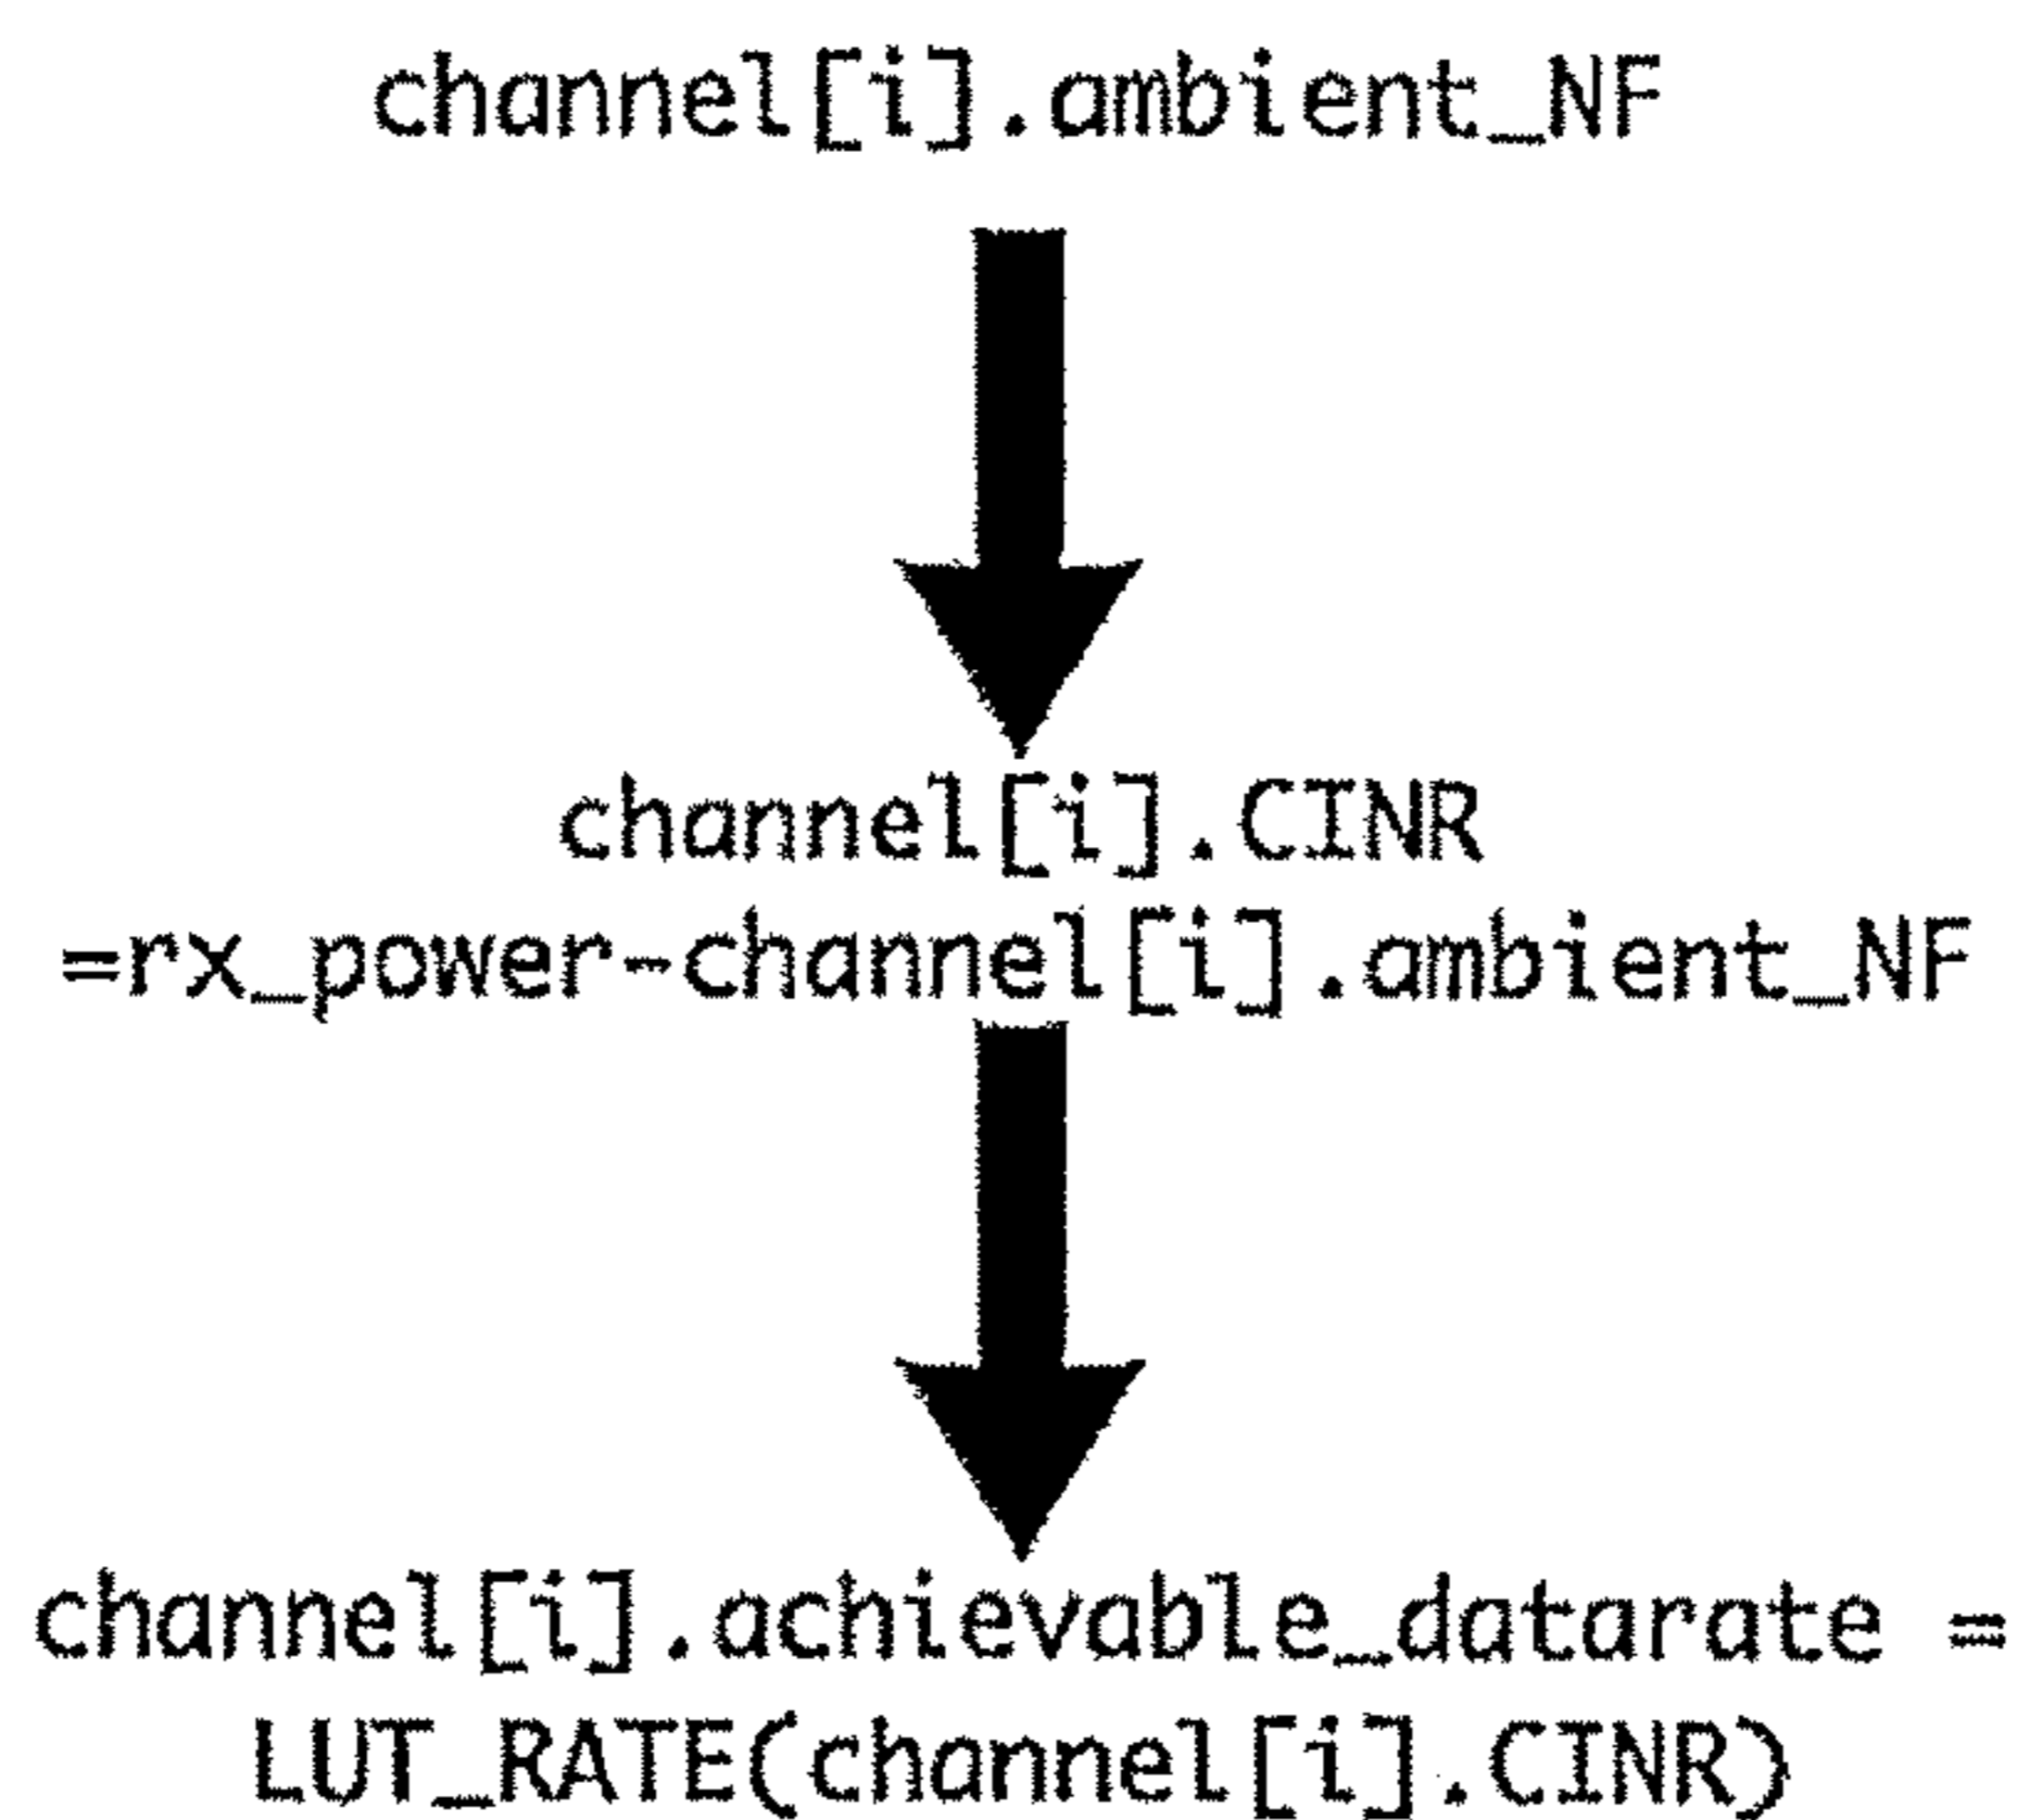 channel[i].ambient_NF
channel[i].CINR
=rx_power-channel[i].ambient_NF
channel[i].achievable_datarate =
LUT_RATE(channel[i].CINR)